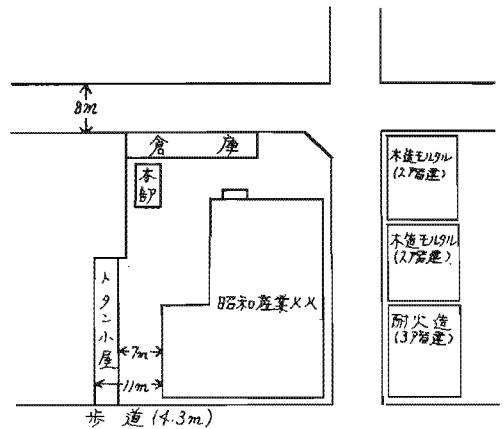 8m
倉庫
本部
木造モルタル
(2階建)
木造モルタル
(2階建)
昭和産業××
トタン小屋
耐火造
(3階建)
7m
11m
歩道(4.3m)